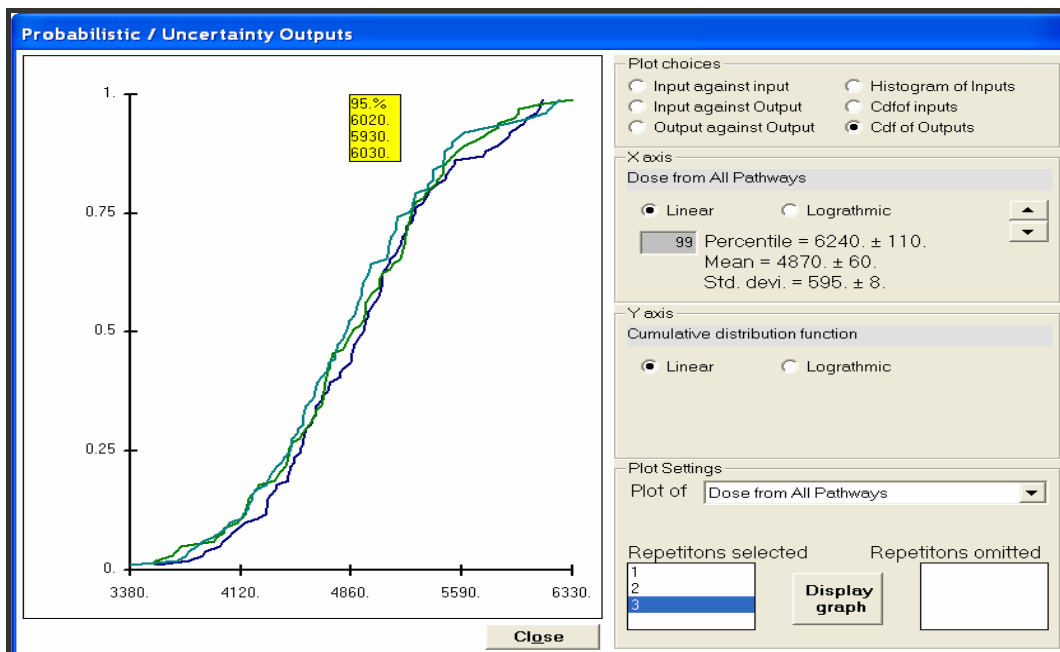 Probabilistic / Uncertainty Outputs
1.
0.75
0.5
0.25
0.
3380.
4120.
4860.
5590.
6330.
95.%
6020.
5930.
6030.
Close
Plot choices
Input against input
Histogram of Inputs
Input against Output
Cdfof inputs
Output against Output
Cdf of Outputs
X axis
Dose from All Pathways
Linear
Lograthmic
99 Percentile = 6240. ± 110.
Mean = 4870. ± 60.
Std. devi. = 595. ± 8.
Y axis
Cumulative distribution function
Linear
Lograthmic
Plot Settings
Plot of Dose from All Pathways
Repetitons selected
1
2
3
Display
graph
Repetitons omitted